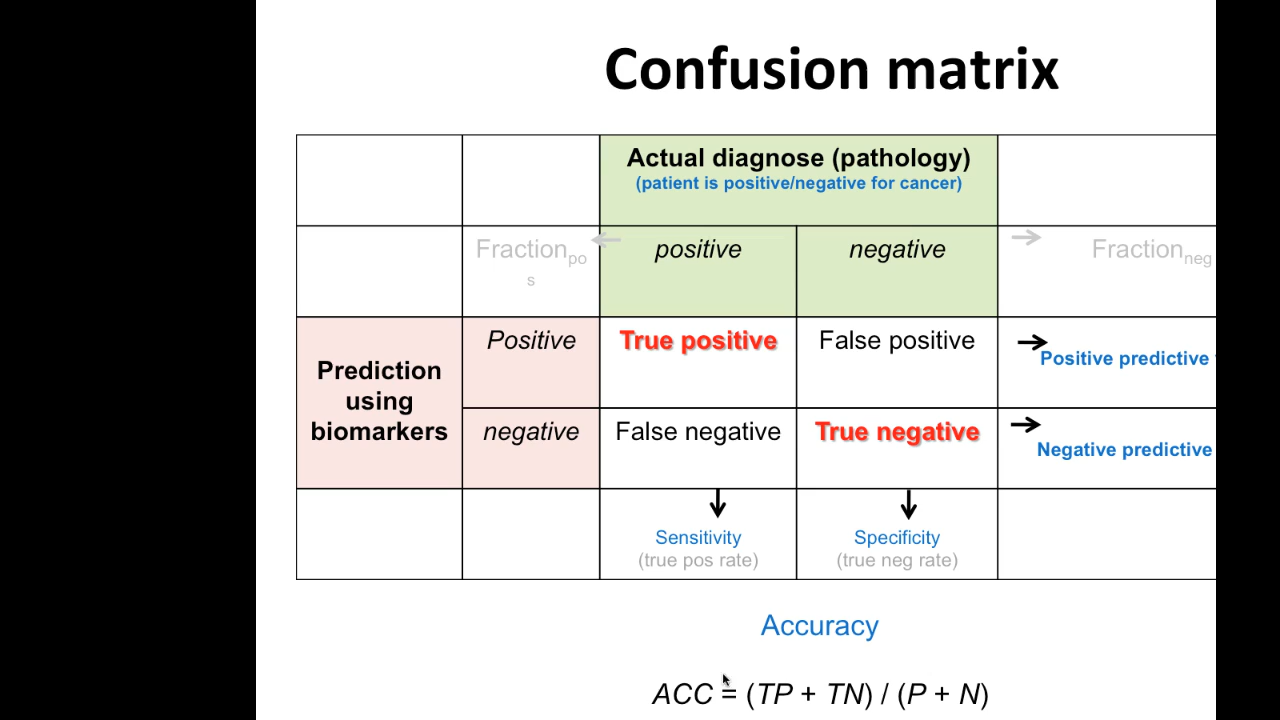 Confusion matrix
Actual diagnose (pathology)
(patient is positive/negative for cancer)
Fractionpo
s
positive
negative
Fractionneg
Prediction
using
biomarkers
Positive
True positive
False positive
Positive predictive
negative
False negative
True negative
Negative predictive
Sensitivity
(true pos rate)
Specificity
(true neg rate)
Accuracy
ACC = (TP + TN) / (P + N)